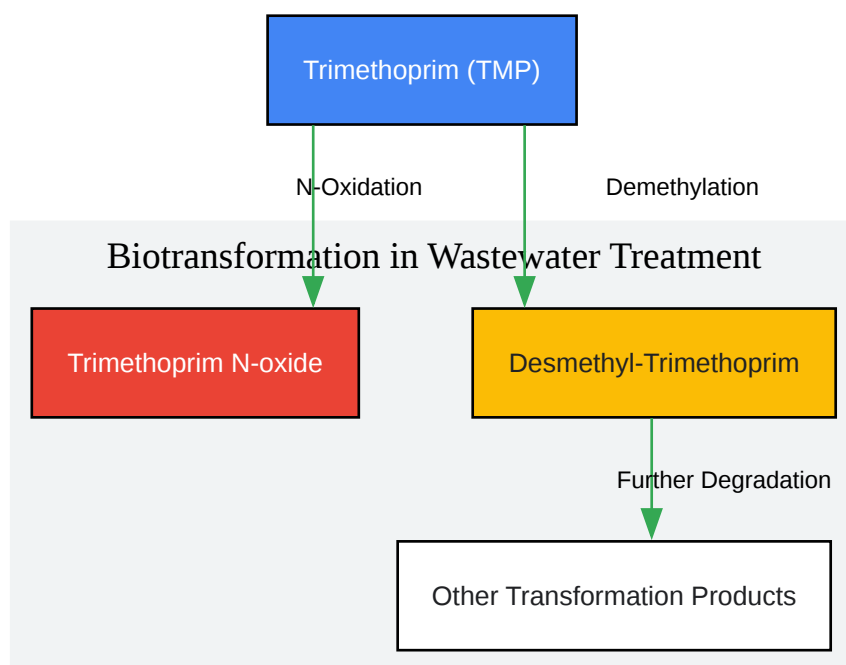 Trimethoprim (TMP)
N-Oxidation
Demethylation
Biotransformation in Wastewater Treatment
Trimethoprim N-oxide
Desmethyl-Trimethoprim
Further Degradation
Other Transformation Products